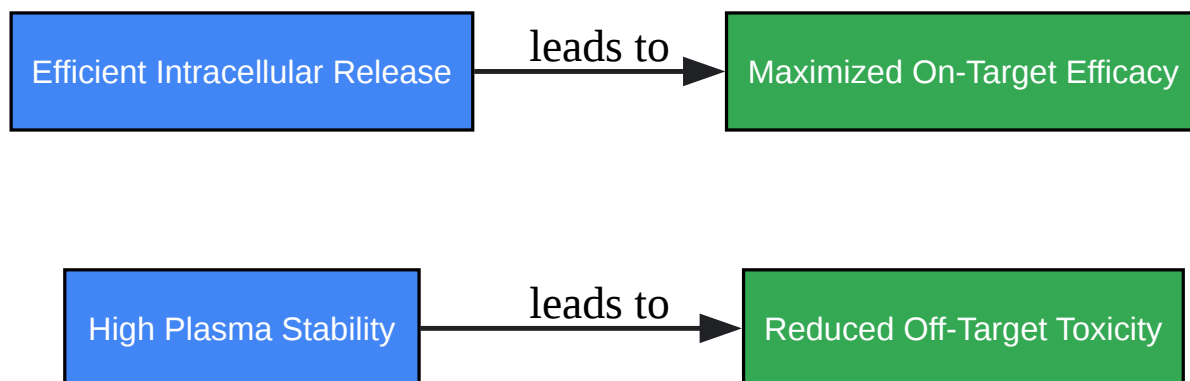 Efficient Intracellular Release
leads to
Maximized On-Target Efficacy
High Plasma Stability
leads to
Reduced Off-Target Toxicity